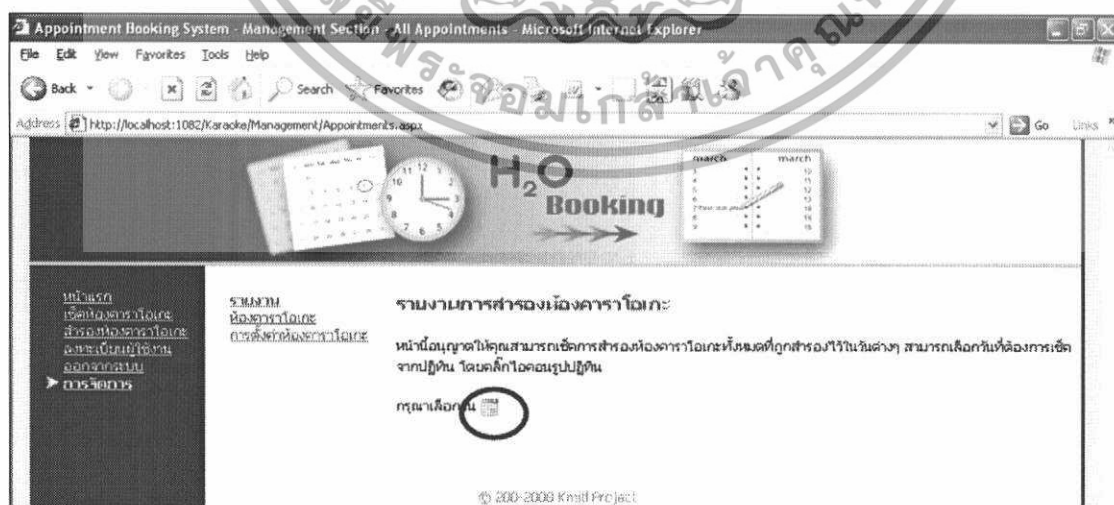 Appointment Booking System - Management Section - All Appointments - Microsoft Internet Explorer
File Edit View Favorites Tools Help
Back Search Favorites
Address http://localhost:1082/Karaoke/Management/Appointments.aspx Go Links
H2O
Booking
march march
หน้าแรก
เช็คห้องคาราโอเกะ
สำรองห้องคาราโอเกะ
ลงทะเบียนผู้ใช้งาน
ออกจากระบบ
การจัดการ
รายงาน
ห้องคาราโอเกะ
การตั้งค่าห้องคาราโอเกะ
รายงานการสำรองห้องคาราโอเกะ
หน้านี้อนุญาตให้คุณสามารถเช็คการสำรองห้องคาราโอเกะทั้งหมดที่ถูกสำรองไว้ในวันต่างๆ สามารถเลือกวันที่ต้องการเช็ค
จากปฏิทิน โดยคลิ๊กไอคอนรูปปฏิทิน
กรุณาเลือกวัน
© 200-2008 Kmitl Project
พระจอมเกล้าเจ้าคุณ